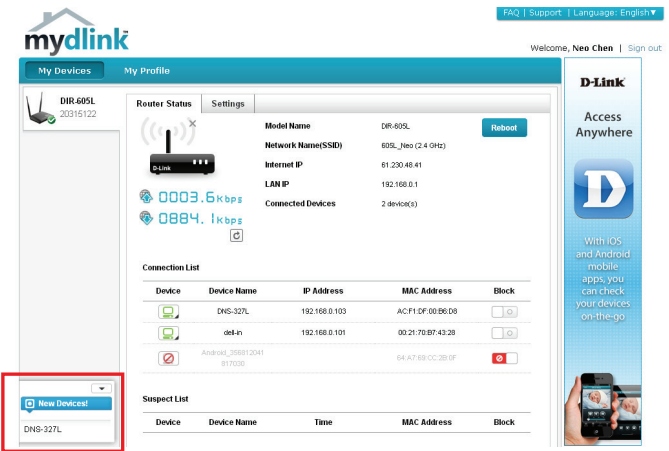 FAQ | Support | Language: English▼
mydlink
Welcome, Neo Chen | Sign out
My Devices My Profile
DIR-605L
20315122
Router Status Settings
Model Name DIR-605L Reboot
Network Name(SSID) 605L_Neo (2.4 GHz)
Internet IP 61.230.48.41
LAN IP 192.168.0.1
Connected Devices 2 device(s)
D-Link
0003.6kbps
0884.1kbps
Connection List
Device Device Name IP Address MAC Address Block
DNS-327L 192.168.0.103 AC:F1:DF:00:B6:D8
dell-in 192.168.0.101 00:21:70:B7:43:28
Android_356812041
817030 64:A7:69:CC:2B:0F
Suspect List
Device Device Name Time MAC Address Block
New Devices!
DNS-327L
D-Link
Access
Anywhere
D
With IOS
and Android
mobile
apps, you
can check
your devices
on-the-go